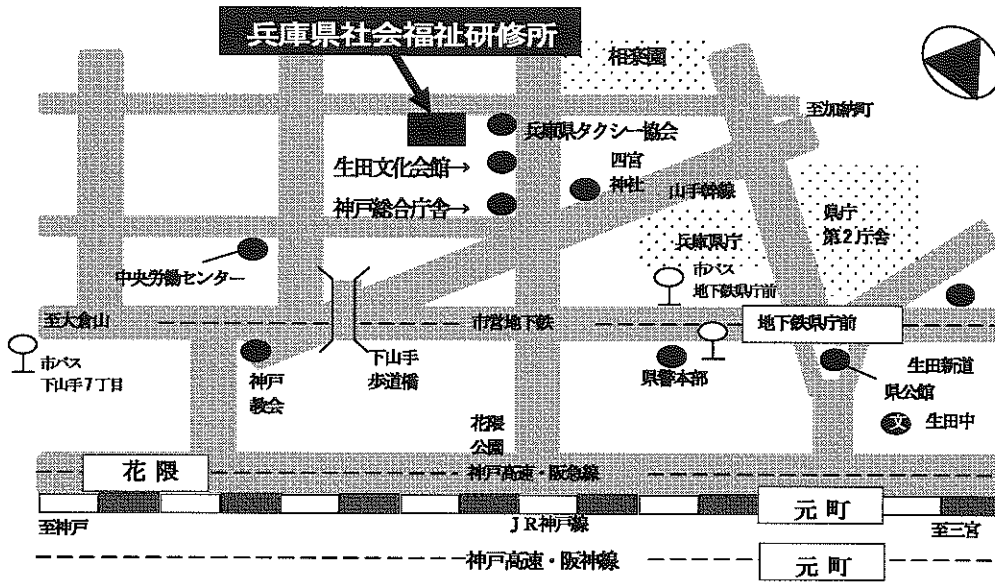 兵庫県社会福祉研修所
相楽園
至加納町
兵庫県タクシー協会
生田文化会館→
四宮
神社
山手幹線
神戸総合庁舎→
県庁
第2庁舎
兵庫県庁
中央労働センター
市バス
地下鉄県庁前
至大倉山
市営地下鉄
地下鉄県庁前
市バス
下山手7丁目
神戸
教会
下山手
歩道橋
県警本部
生田新道
県公館
花隈
公園
文
生田中
花隈
神戸高速・阪急線
至神戸
JR神戸線
元町
至三宮
神戸高速・阪神線
元町